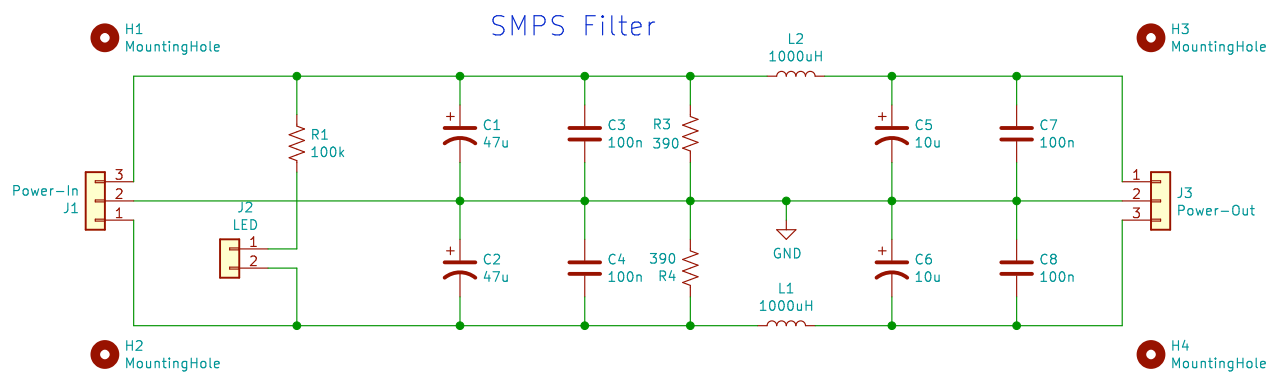 SMPS Filter
H1
MountingHole
H3
MountingHole
L2
1000uH
R1
100k
+
C1
47u
C3
100n
R3
390
+
C5
10u
C7
100n
Power-In
J1
3
2
1
J2
LED
1
2
1
2
3
J3
Power-Out
GND
+
C2
47u
C4
100n
390
R4
L1
1000uH
+
C6
10u
C8
100n
H2
MountingHole
H4
MountingHole